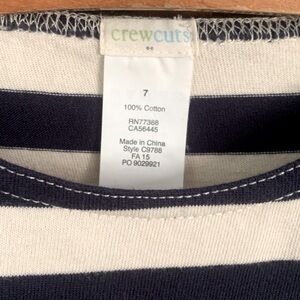 crewcuts
7
100% Cotton
RN77388
CA56445
Made in China
Style C9788
FA 15
PO 9029921